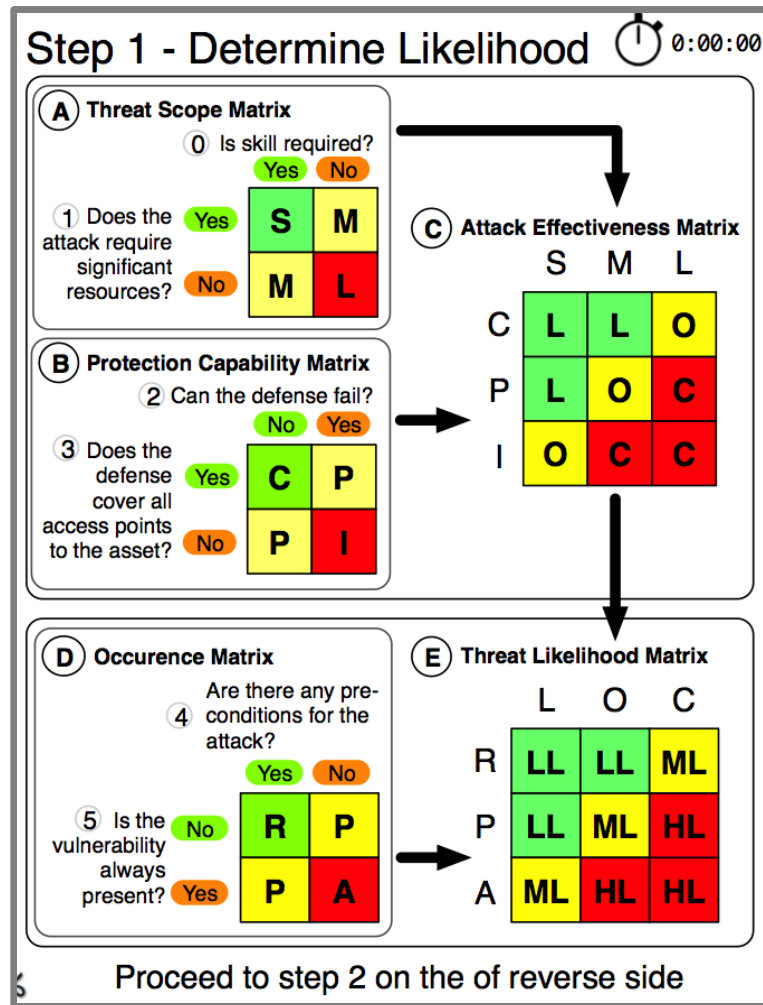 Step 1 - Determine Likelihood
0:00:00
A Threat Scope Matrix
0 Is skill required?
Yes No
1 Does the
attack require
significant
resources?
Yes S M
No M L
B Protection Capability Matrix
2 Can the defense fail?
No Yes
3 Does the
defense
cover all
access points
to the asset?
Yes C P
No P I
C Attack Effectiveness Matrix
S M L
C L L O
P L O C
I O C C
D Occurence Matrix
Are there any pre-
4 conditions for the
attack?
Yes No
5 Is the
vulnerability
always
present?
No R P
Yes P A
E Threat Likelihood Matrix
L O C
R LL LL ML
P LL ML HL
A ML HL HL
Proceed to step 2 on the of reverse side